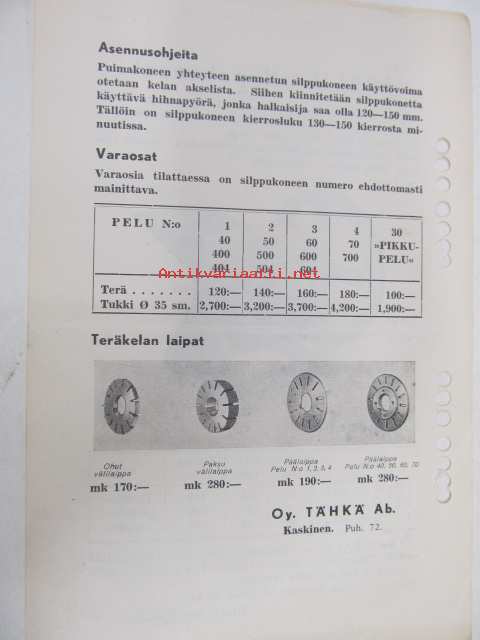 Asennusohjeita
Puimakoneen yhteyteen asennetun silppukoneen käyttövoima
otetaan kelan akselista. Siihen kiinnitetään silppukonetta
käyttävä hihnapyörä, jonka halkaisija saa olla 120—150 mm.
Tällöin on silppukoneen kierrosluku 130—150 kierrosta mi-
nuutissa.
Varaosat
Varaosia tilattaessa on silppukoneen numero ehdottomasti
mainittava.
PELU N:o 1 2 3 4 30
40 50 60 70 »PIKKU-
400 500 600 700 PELU«
404 504 604
Antikvariaatti.net
Terä . . . . . . . 120:— 140:— 160:— 180:— 100:—
Tukki Ø 35 sm. 2,700:— 3,200:— 3,700:— 4,200:— 1,900:—
Teräkelan laipat
Ohut Paksu Päälaippa Päälaippa
välilaippa välilaippa Pelu N:o 1, 2, 3, 4 Pelu N:o 40, 50, 60, 70
mk 170:— mk 280:— mk 190:— mk 280:—
Oy. TÄHKÄ Ab.
Kaskinen. Puh. 72.